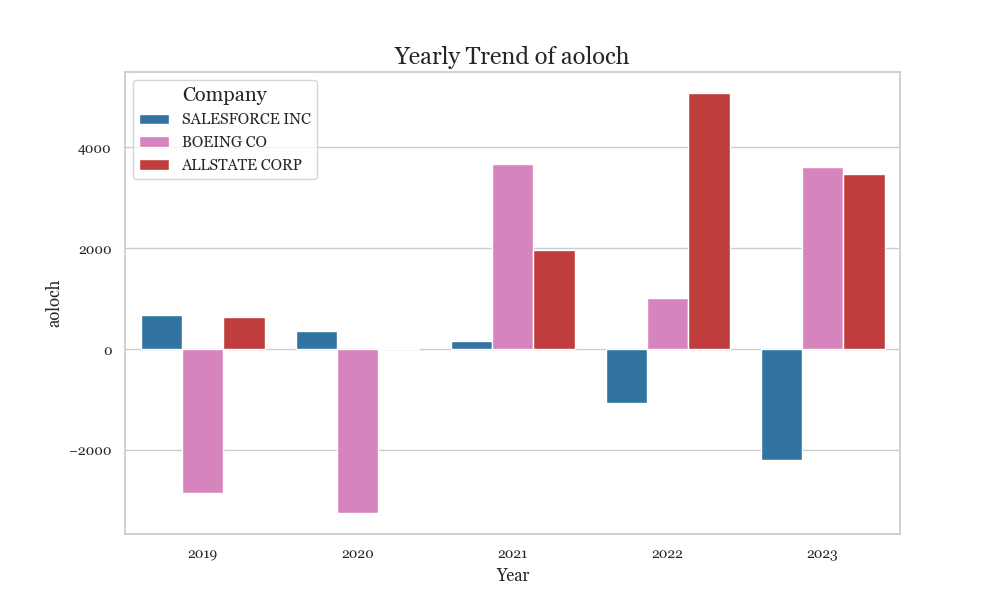 Yearly Trend of aoloch
Company
SALESFORCE INC
BOEING CO
ALLSTATE CORP
4000
2000
0
−2000
aoloch
2019 2020 2021 2022 2023
Year